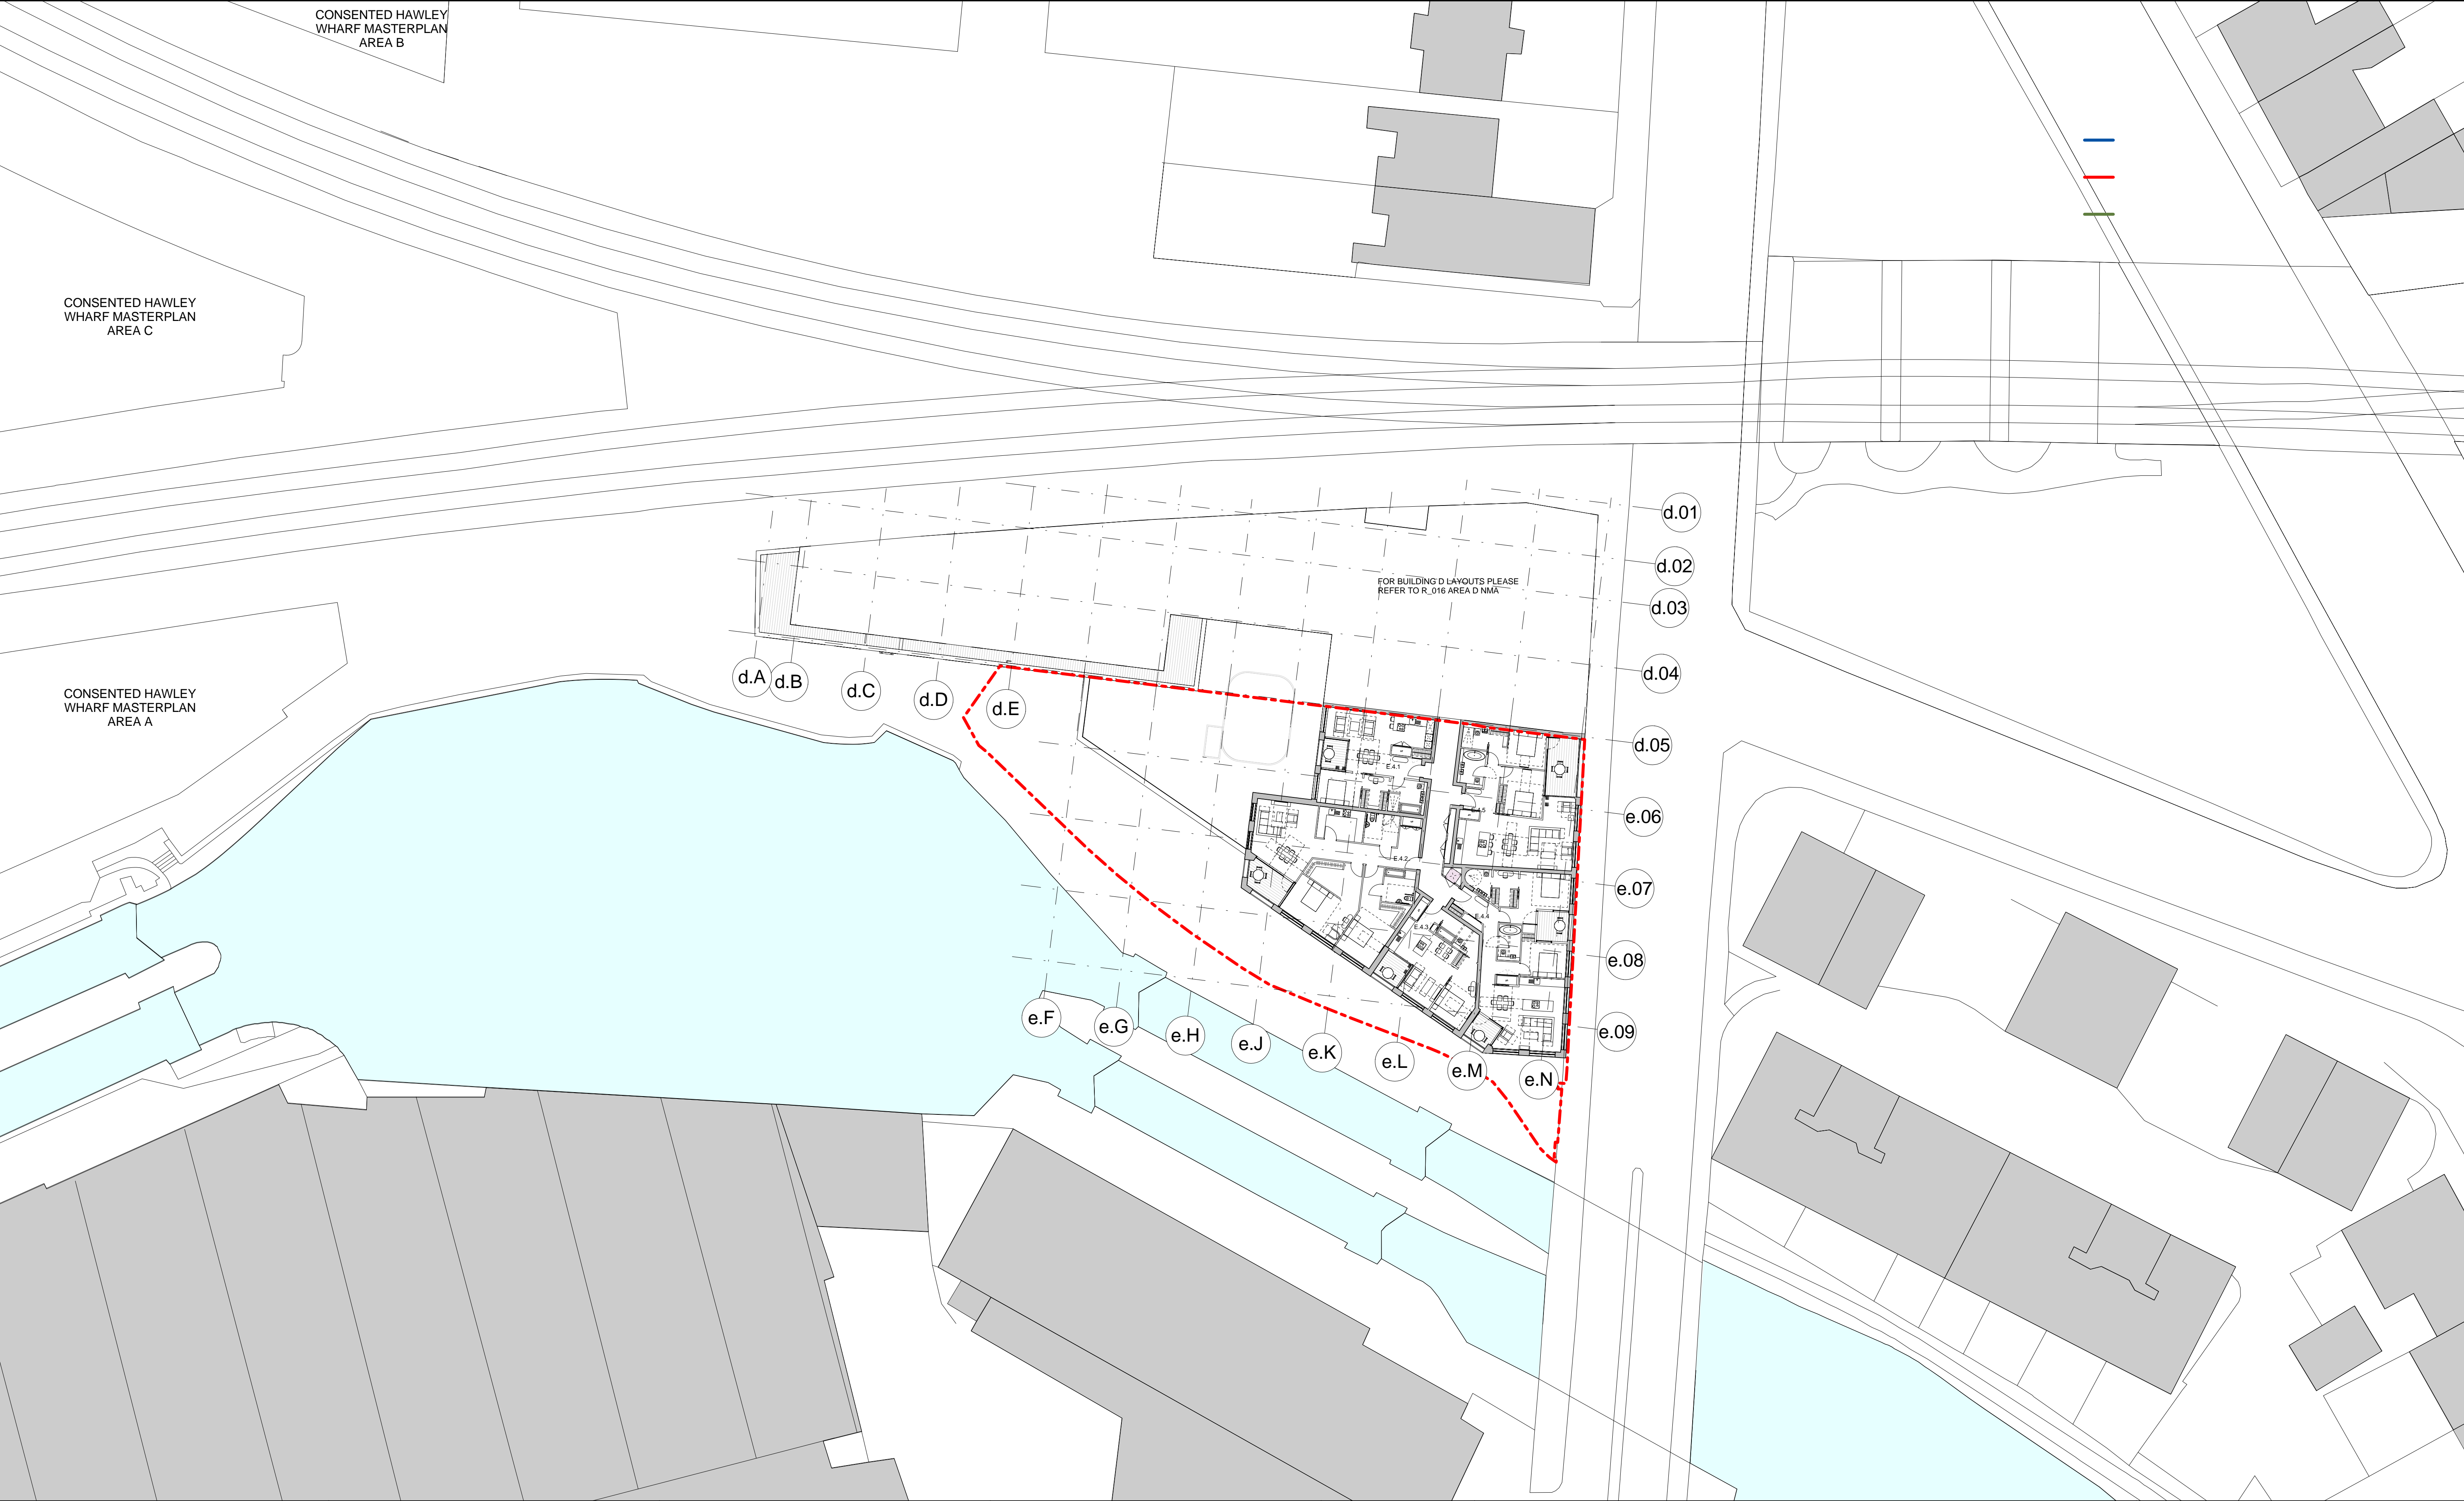 CONSENTED HAWLEY
WHARF MASTERPLAN
AREA B
CONSENTED HAWLEY
WHARF MASTERPLAN
AREA C
d.01
d.02
FOR BUILDING D LAYOUTS PLEASE
REFER TO R_016 AREA D NMA
d.03
d.04
d.A
d.B
d.C
d.D
d.E
CONSENTED HAWLEY
WHARF MASTERPLAN
AREA A
d.05
E.4.1
E.4.5
e.06
E.4.2
e.07
E.4.4
E.4.3
e.08
e.F
e.G
e.H
e.J
e.K
e.L
e.M
e.N
e.09